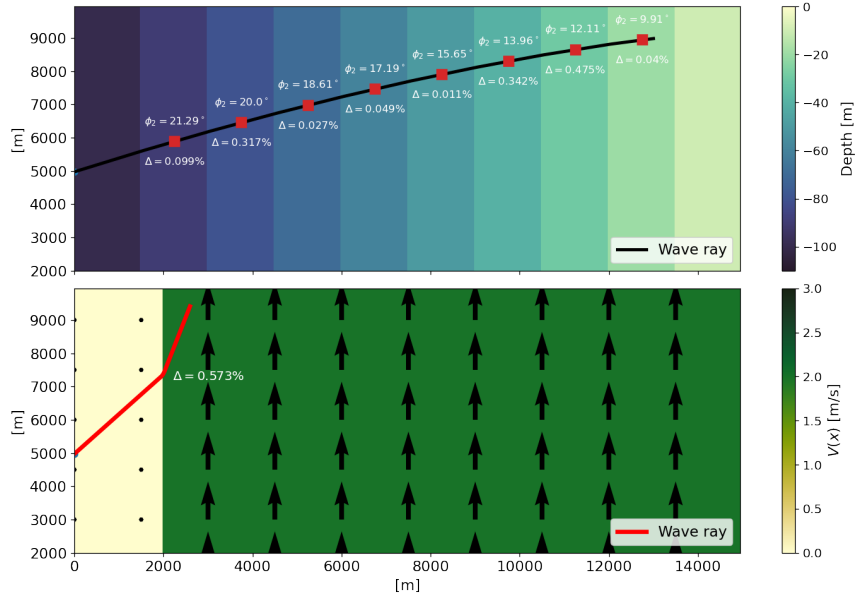 9000
8000
7000
6000
5000
4000
3000
2000
[m]
ϕ₂ = 21.29°
Δ = 0.099%
ϕ₂ = 20.0°
Δ = 0.317%
ϕ₂ = 18.61°
Δ = 0.027%
ϕ₂ = 17.19°
Δ = 0.049%
ϕ₂ = 15.65°
Δ = 0.011%
ϕ₂ = 13.96°
Δ = 0.342%
ϕ₂ = 12.11°
Δ = 0.475%
ϕ₂ = 9.91°
Δ = 0.04%
Wave ray
0
−20
−40
−60
−80
−100
Depth [m]
9000
8000
7000
6000
5000
4000
3000
2000
[m]
Δ = 0.573%
Wave ray
0
2000
4000
6000
8000
10000
12000
14000
[m]
3.0
2.5
2.0
1.5
1.0
0.5
0.0
V(x) [m/s]